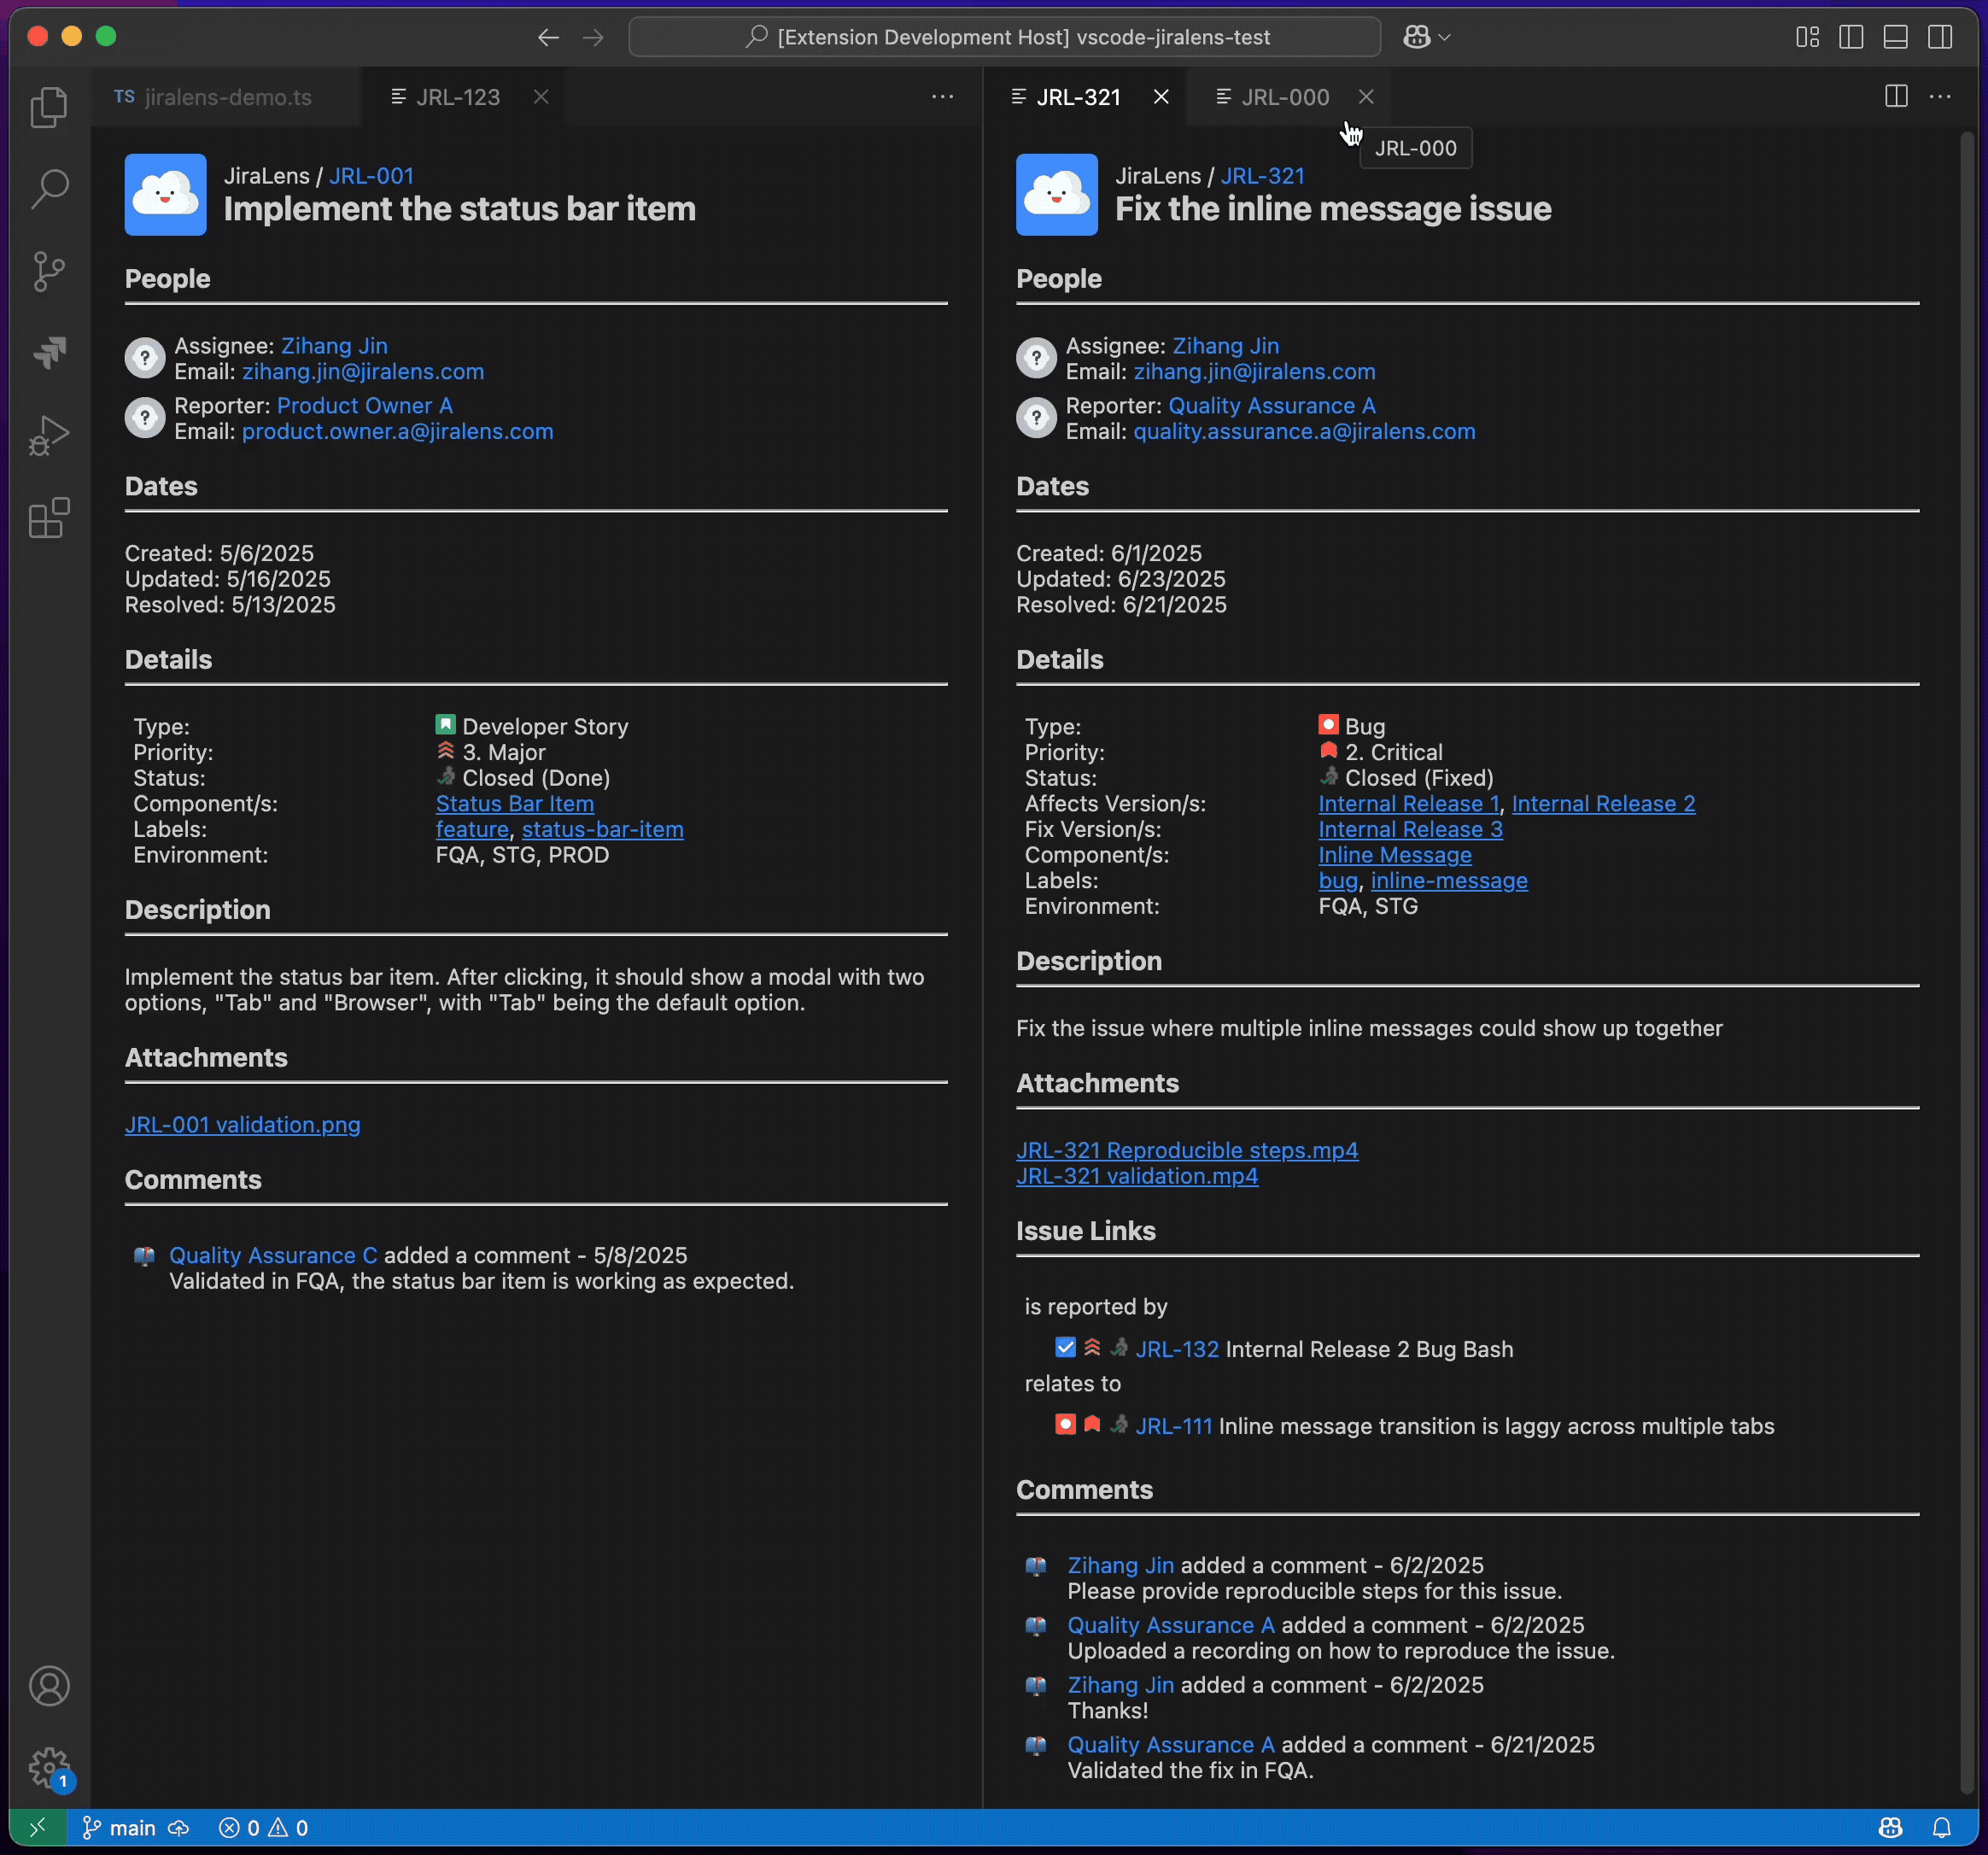 [Extension Development Host] vscode-jiralens-test
TS jiralens-demo.ts
JRL-123
JRL-321
JRL-000
JRL-000
JiraLens / JRL-001
Implement the status bar item
People
Assignee: Zihang Jin
Email: zihang.jin@jiralens.com
Reporter: Product Owner A
Email: product.owner.a@jiralens.com
Dates
Created: 5/6/2025
Updated: 5/16/2025
Resolved: 5/13/2025
Details
Type: Developer Story
Priority: 3. Major
Status: Closed (Done)
Component/s: Status Bar Item
Labels: feature, status-bar-item
Environment: FQA, STG, PROD
Description
Implement the status bar item. After clicking, it should show a modal with two
options, "Tab" and "Browser", with "Tab" being the default option.
Attachments
JRL-001 validation.png
Comments
Quality Assurance C added a comment - 5/8/2025
Validated in FQA, the status bar item is working as expected.
JiraLens / JRL-321
Fix the inline message issue
People
Assignee: Zihang Jin
Email: zihang.jin@jiralens.com
Reporter: Quality Assurance A
Email: quality.assurance.a@jiralens.com
Dates
Created: 6/1/2025
Updated: 6/23/2025
Resolved: 6/21/2025
Details
Type: Bug
Priority: 2. Critical
Status: Closed (Fixed)
Affects Version/s: Internal Release 1, Internal Release 2
Fix Version/s: Internal Release 3
Component/s: Inline Message
Labels: bug, inline-message
Environment: FQA, STG
Description
Fix the issue where multiple inline messages could show up together
Attachments
JRL-321 Reproducible steps.mp4
JRL-321 validation.mp4
Issue Links
is reported by
JRL-132 Internal Release 2 Bug Bash
relates to
JRL-111 Inline message transition is laggy across multiple tabs
Comments
Zihang Jin added a comment - 6/2/2025
Please provide reproducible steps for this issue.
Quality Assurance A added a comment - 6/2/2025
Uploaded a recording on how to reproduce the issue.
Zihang Jin added a comment - 6/2/2025
Thanks!
Quality Assurance A added a comment - 6/21/2025
Validated the fix in FQA.
1
main 0 0